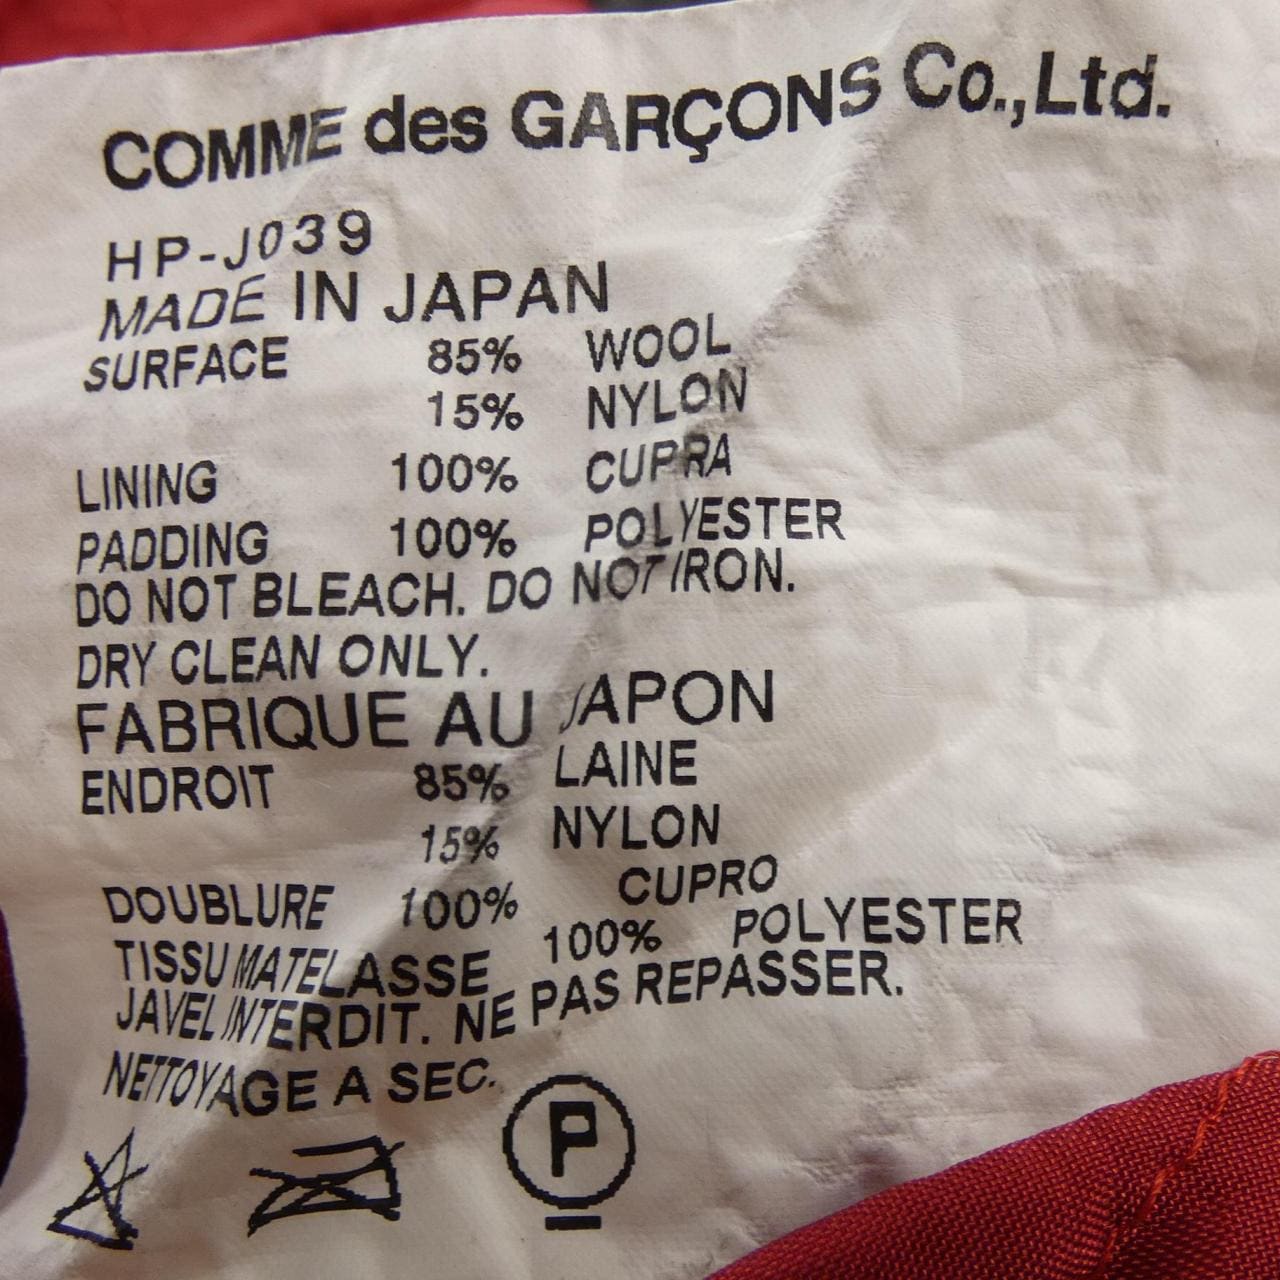 COMME des GARÇONS Co.,Ltd.
HP-J039
MADE IN JAPAN
SURFACE 85% WOOL
15% NYLON
LINING 100% CUPRA
PADDING 100% POLYESTER
DO NOT BLEACH. DO NOT IRON.
DRY CLEAN ONLY.
FABRIQUE AU JAPON
ENDROIT 85% LAINE
15% NYLON
DOUBLURE 100% CUPRO
TISSU MATELASSE 100% POLYESTER
JAVEL INTERDIT. NE PAS REPASSER.
NETTOYAGE A SEC.
P